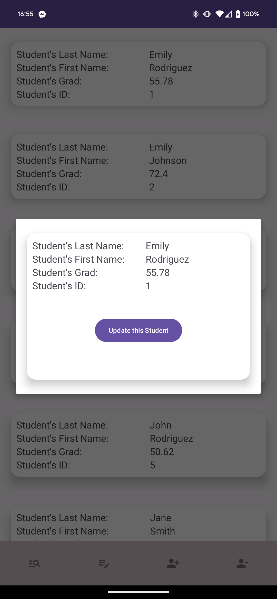 16:55 100%
Student's Last Name: Emily
Student's First Name: Rodriguez
Student's Grad: 55.78
Student's ID: 1
Student's Last Name: Emily
Student's First Name: Johnson
Student's Grad: 72.4
Student's ID: 2
Student's Last Name: Emily
Student's First Name: Rodriguez
Student's Grad: 55.78
Student's ID: 1
Update this Student
Student's Last Name: John
Student's First Name: Rodriguez
Student's Grad: 50.62
Student's ID: 5
Student's Last Name: Jane
Student's First Name: Smith